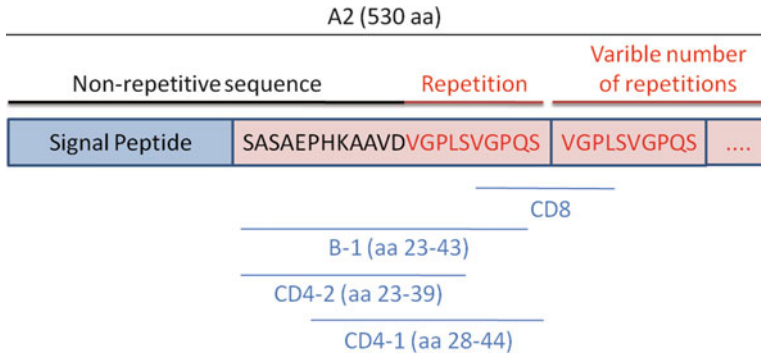 A2 (530 aa)
Non-repetitive sequence
Repetition
Varible number
of repetitions
Signal Peptide
SASAEPHKAAVDVGPLSVGPQS
VGPLSVGPQS
....
CD8
B-1 (aa 23-43)
CD4-2 (aa 23-39)
CD4-1 (aa 28-44)